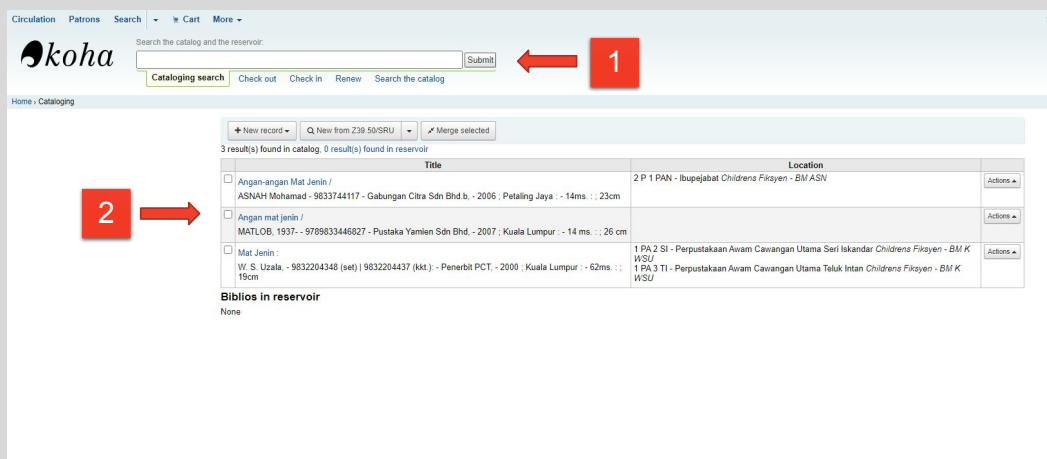 Circulation Patrons Search Cart More
koha
Search the catalog and the reservoir:
Submit
1
Cataloging search Check out Check in Renew Search the catalog
Home › Cataloging
+ New record Q New from Z39.50/SRU Merge selected
3 result(s) found in catalog, 0 result(s) found in reservoir
Title Location
Angan-angan Mat Jenin /
ASNAH Mohamad - 9833744117 - Gabungan Citra Sdn Bhd.b, - 2006 ; Petaling Jaya : - 14ms. : ; 23cm
2 P 1 PAN - Ibupejabat Childrens Fiksyen - BM ASN
Actions
2
Angan mat jenin /
MATLOB, 1937- - 9789833446827 - Pustaka Yamien Sdn Bhd, - 2007 ; Kuala Lumpur : - 14 ms. : ; 26 cm
Actions
Mat Jenin :
W. S. Uzala, - 9832204348 (set) | 9832204437 (kkt.): - Penerbit PCT, - 2000 ; Kuala Lumpur : - 62ms. : ;
19cm
1 PA 2 SI - Perpustakaan Awam Cawangan Utama Seri Iskandar Childrens Fiksyen - BM K
WSU
1 PA 3 TI - Perpustakaan Awam Cawangan Utama Teluk Intan Childrens Fiksyen - BM K
WSU
Actions
Biblios in reservoir
None